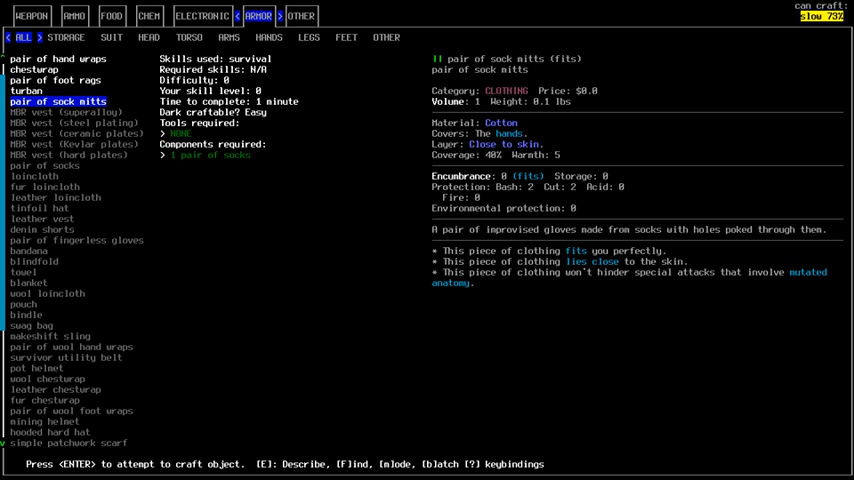 can craft:
WEAPON AMMO FOOD CHEM ELECTRONIC < ARMOR > OTHER
slow 73%
< ALL > STORAGE SUIT HEAD TORSO ARMS HANDS LEGS FEET OTHER
pair of hand wraps
chestwrap
pair of foot rags
turban
pair of sock mitts
MBR vest (superalloy)
MBR vest (steel plating)
MBR vest (ceramic plates)
MBR vest (Kevlar plates)
MBR vest (hard plates)
pair of socks
loincloth
fur loincloth
leather loincloth
tinfoil hat
leather vest
denim shorts
pair of fingerless gloves
bandana
blindfold
towel
blanket
wool loincloth
pouch
bindle
swag bag
makeshift sling
pair of wool hand wraps
survivor utility belt
pot helmet
wool chestwrap
leather chestwrap
fur chestwrap
pair of wool foot wraps
mining helmet
hooded hard hat
v simple patchwork scarf
Skills used: survival
Required skills: N/A
Difficulty: 0
Your skill level: 0
Time to complete: 1 minute
Dark craftable? Easy
Tools required:
> NONE
Components required:
> 1 pair of socks
|| pair of sock mitts (fits)
pair of sock mitts
Category: CLOTHING Price: $0.0
Volume: 1 Weight: 0.1 lbs
Material: Cotton
Covers: The hands.
Layer: Close to skin.
Coverage: 40% Warmth: 5
Encumbrance: 0 (fits) Storage: 0
Protection: Bash: 2 Cut: 2 Acid: 0
Fire: 0
Environmental protection: 0
A pair of improvised gloves made from socks with holes poked through them.
* This piece of clothing fits you perfectly.
* This piece of clothing lies close to the skin.
* This piece of clothing won't hinder special attacks that involve mutated
anatomy.
Press <ENTER> to attempt to craft object. [E]: Describe, [F]ind, [m]ode, [b]atch [?] keybindings